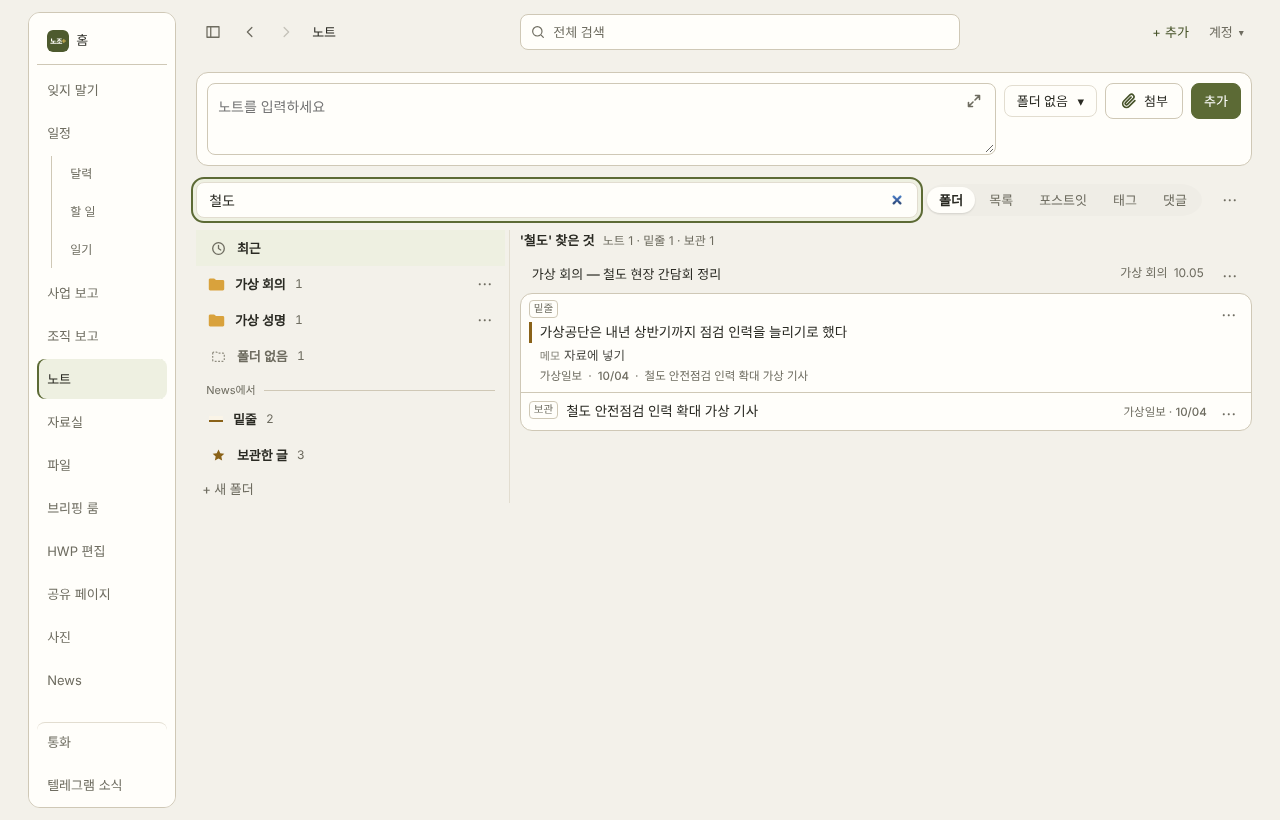 노조
홈
잊지 말기
일정
달력
할 일
일기
사업 보고
조직 보고
노트
자료실
파일
브리핑 룸
HWP 편집
공유 페이지
사진
News
통화
텔레그램 소식
노트
전체 검색
+ 추가
계정 ▾
노트를 입력하세요
폴더 없음 ▾
첨부
추가
철도
폴더
목록
포스트잇
태그
댓글
최근
가상 회의 1
가상 성명 1
폴더 없음 1
News에서
밑줄 2
보관한 글 3
+ 새 폴더
'철도' 찾은 것 노트 1 · 밑줄 1 · 보관 1
가상 회의 — 철도 현장 간담회 정리 가상 회의 10.05
밑줄
가상공단은 내년 상반기까지 점검 인력을 늘리기로 했다
메모 자료에 넣기
가상일보 · 10/04 · 철도 안전점검 인력 확대 가상 기사
보관 철도 안전점검 인력 확대 가상 기사 가상일보 · 10/04